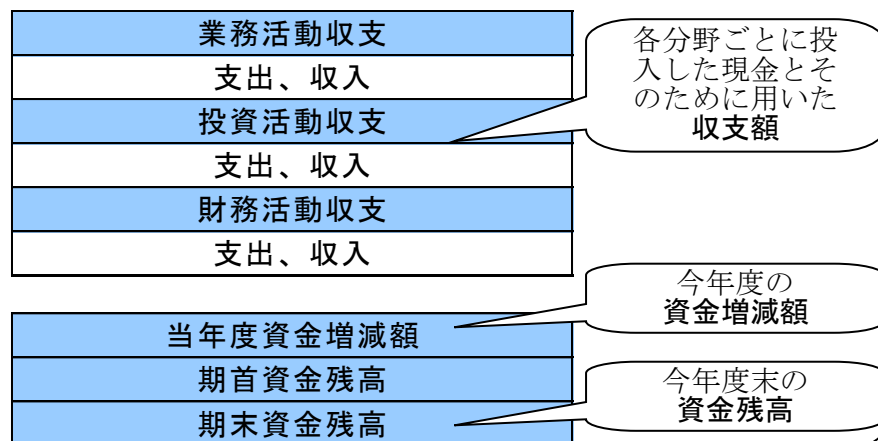 業務活動収支
支出、収入
投資活動収支
支出、収入
財務活動収支
支出、収入
各分野ごとに投
入した現金とそ
のために用いた
収支額
当年度資金増減額
期首資金残高
期末資金残高
今年度の
資金増減額
今年度末の
資金残高